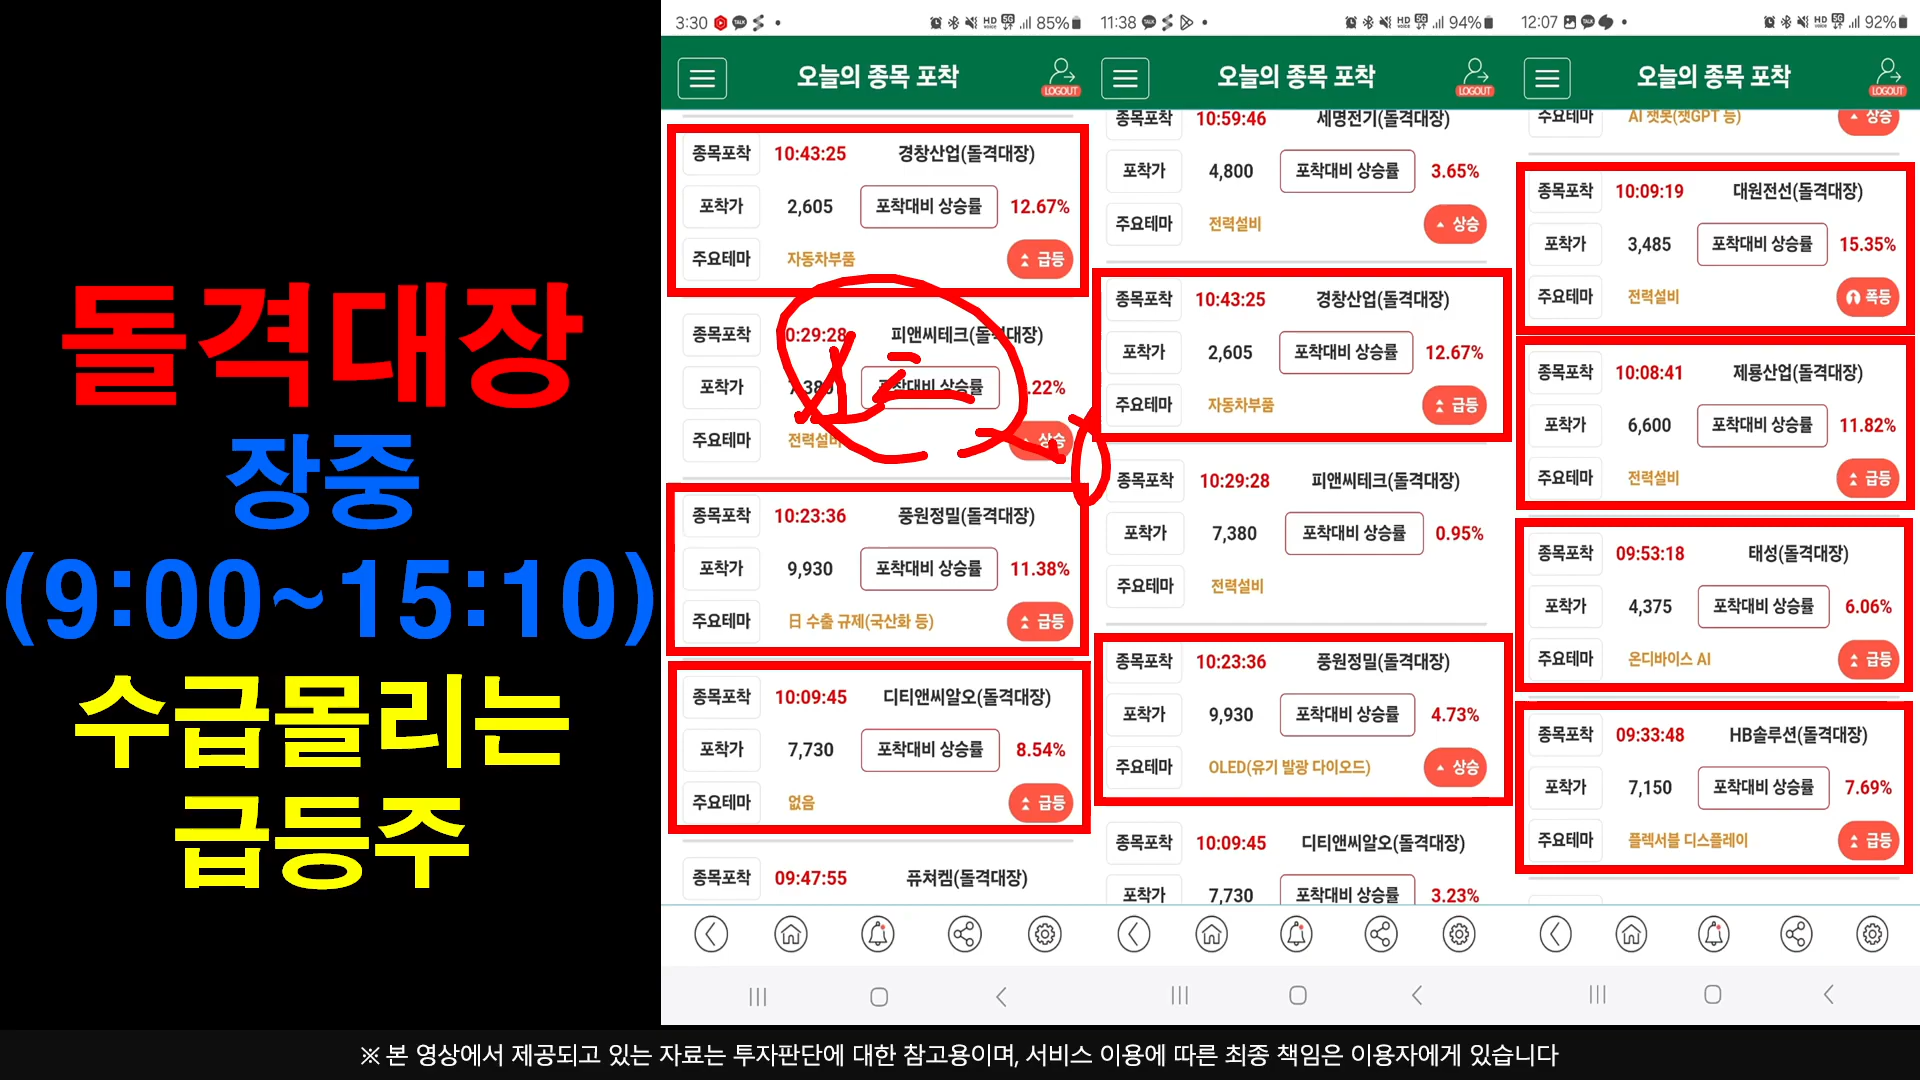 돌격대장
장중
(9:00~15:10)
수급몰리는
급등주
3:30 85%
오늘의 종목 포착
LOGOUT
종목포착 10:43:25 경창산업(돌격대장)
포착가 2,605 포착대비 상승률 12.67%
주요테마 자동차부품 급등
종목포착 0:29:28 피앤씨테크(돌격대장)
포착가 7,380 포착대비 상승률 .22%
주요테마 전력설비 상승
종목포착 10:23:36 풍원정밀(돌격대장)
포착가 9,930 포착대비 상승률 11.38%
주요테마 日 수출 규제(국산화 등) 급등
종목포착 10:09:45 디티앤씨알오(돌격대장)
포착가 7,730 포착대비 상승률 8.54%
주요테마 없음 급등
종목포착 09:47:55 퓨쳐켐(돌격대장)
11:38 94%
오늘의 종목 포착
LOGOUT
종목포착 10:59:46 세명전기(돌격대장)
포착가 4,800 포착대비 상승률 3.65%
주요테마 전력설비 상승
종목포착 10:43:25 경창산업(돌격대장)
포착가 2,605 포착대비 상승률 12.67%
주요테마 자동차부품 급등
종목포착 10:29:28 피앤씨테크(돌격대장)
포착가 7,380 포착대비 상승률 0.95%
주요테마 전력설비
종목포착 10:23:36 풍원정밀(돌격대장)
포착가 9,930 포착대비 상승률 4.73%
주요테마 OLED(유기 발광 다이오드) 상승
종목포착 10:09:45 디티앤씨알오(돌격대장)
포착가 7,730 포착대비 상승률 3.23%
12:07 92%
오늘의 종목 포착
LOGOUT
주요테마 AI 챗봇(챗GPT 등) 상승
종목포착 10:09:19 대원전선(돌격대장)
포착가 3,485 포착대비 상승률 15.35%
주요테마 전력설비 폭등
종목포착 10:08:41 제룡산업(돌격대장)
포착가 6,600 포착대비 상승률 11.82%
주요테마 전력설비 급등
종목포착 09:53:18 태성(돌격대장)
포착가 4,375 포착대비 상승률 6.06%
주요테마 온디바이스 AI 급등
종목포착 09:33:48 HB솔루션(돌격대장)
포착가 7,150 포착대비 상승률 7.69%
주요테마 플렉서블 디스플레이 급등
※ 본 영상에서 제공되고 있는 자료는 투자판단에 대한 참고용이며, 서비스 이용에 따른 최종 책임은 이용자에게 있습니다